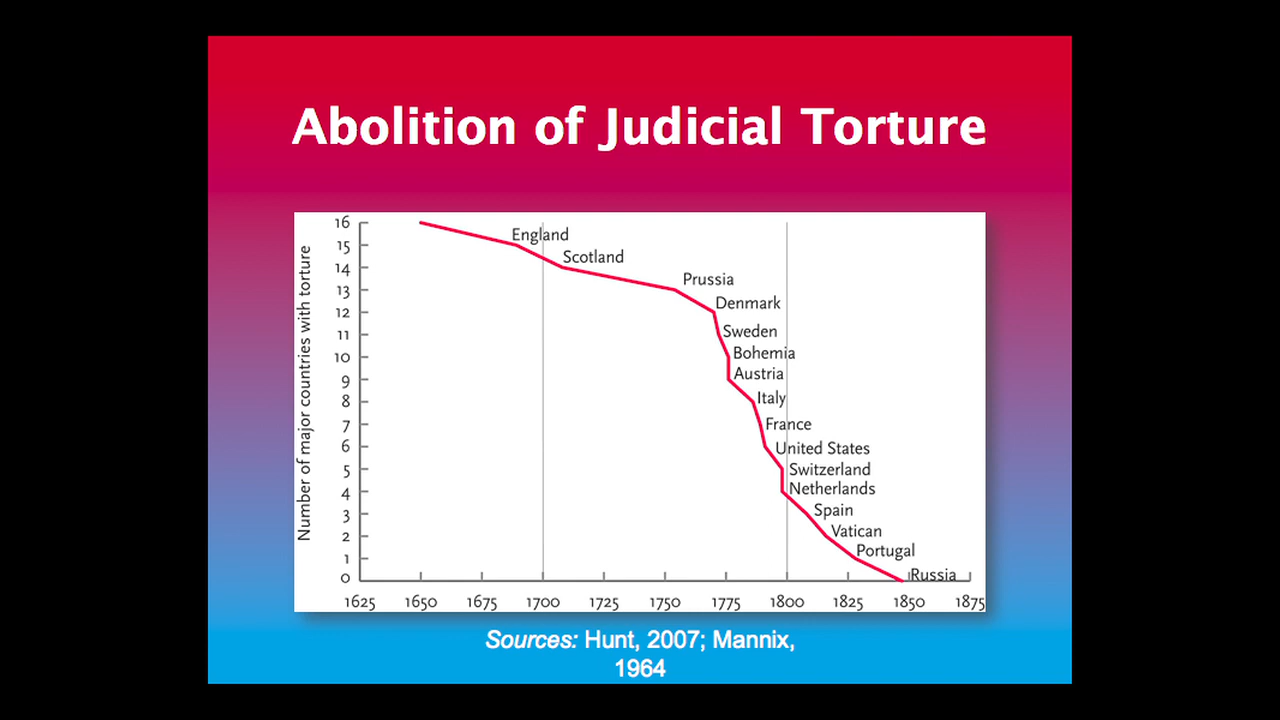 Abolition of Judicial Torture
Number of major countries with torture
16
15
14
13
12
11
10
9
8
7
6
5
4
3
2
1
0
England
Scotland
Prussia
Denmark
Sweden
Bohemia
Austria
Italy
France
United States
Switzerland
Netherlands
Spain
Vatican
Portugal
Russia
1625 1650 1675 1700 1725 1750 1775 1800 1825 1850 1875
Sources: Hunt, 2007; Mannix,
1964